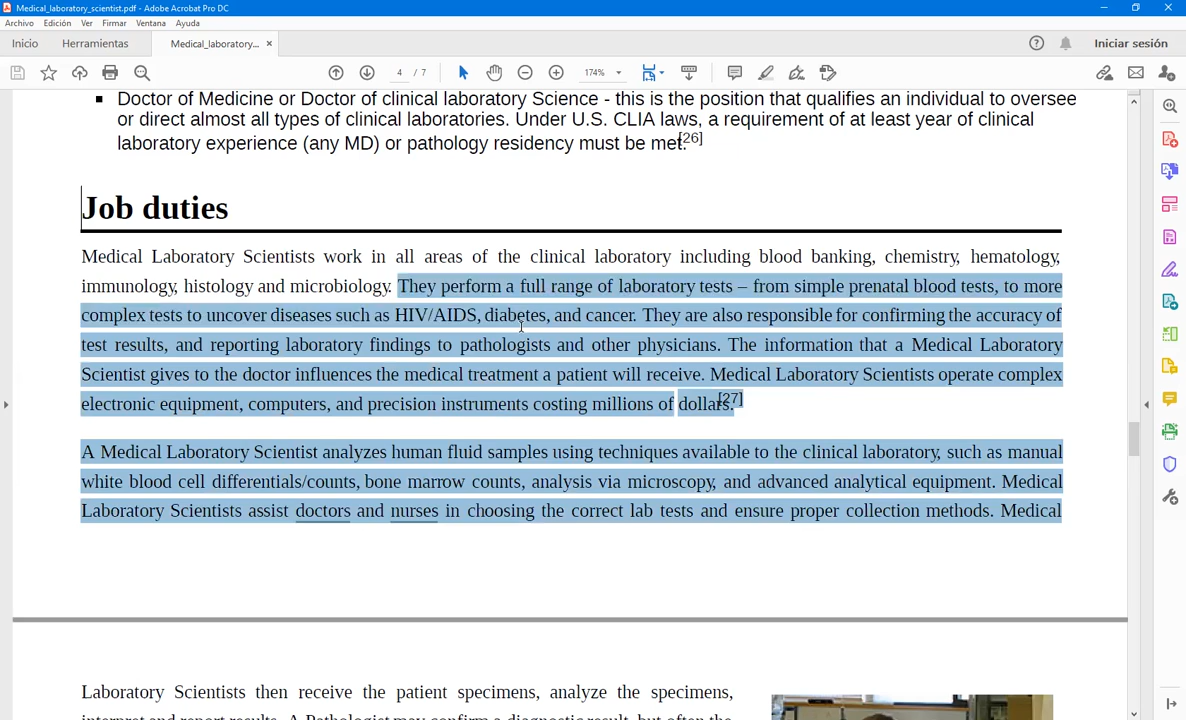 Medical_laboratory_scientist.pdf - Adobe Acrobat Pro DC
Archivo Edición Ver Firmar Ventana Ayuda
Inicio Herramientas Medical_laboratory... × Iniciar sesión
4 / 7 174%
▪ Doctor of Medicine or Doctor of clinical laboratory Science - this is the position that qualifies an individual to oversee
or direct almost all types of clinical laboratories. Under U.S. CLIA laws, a requirement of at least year of clinical
laboratory experience (any MD) or pathology residency must be met.[26]
Job duties
Medical Laboratory Scientists work in all areas of the clinical laboratory including blood banking, chemistry, hematology,
immunology, histology and microbiology. They perform a full range of laboratory tests – from simple prenatal blood tests, to more
complex tests to uncover diseases such as HIV/AIDS, diabetes, and cancer. They are also responsible for confirming the accuracy of
test results, and reporting laboratory findings to pathologists and other physicians. The information that a Medical Laboratory
Scientist gives to the doctor influences the medical treatment a patient will receive. Medical Laboratory Scientists operate complex
electronic equipment, computers, and precision instruments costing millions of dollars.[27]
A Medical Laboratory Scientist analyzes human fluid samples using techniques available to the clinical laboratory, such as manual
white blood cell differentials/counts, bone marrow counts, analysis via microscopy, and advanced analytical equipment. Medical
Laboratory Scientists assist doctors and nurses in choosing the correct lab tests and ensure proper collection methods. Medical
Laboratory Scientists then receive the patient specimens, analyze the specimens,
interpret and report results. A Pathologist may confirm a diagnostic result, but often the